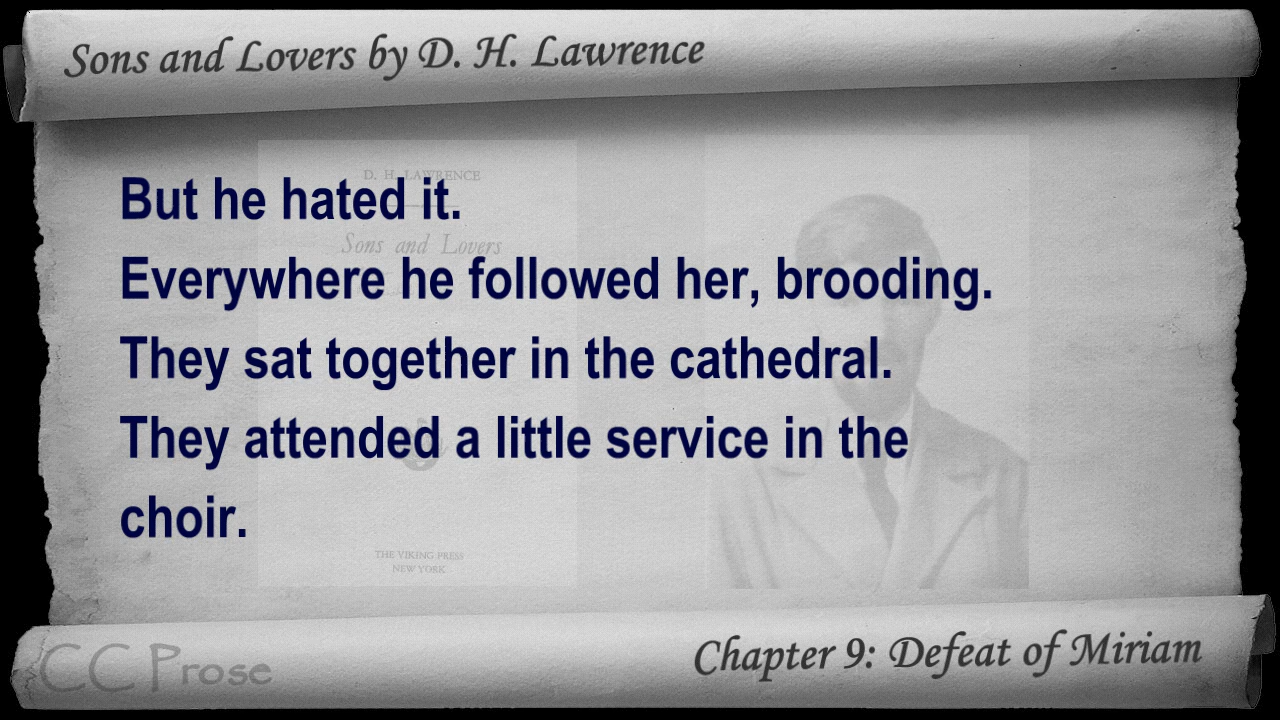 Sons and Lovers by D. H. Lawrence
D. H. LAWRENCE
But he hated it.
Sons and Lovers
Everywhere he followed her, brooding.
They sat together in the cathedral.
They attended a little service in the
choir.
THE VIKING PRESS
NEW YORK
CC Prose
Chapter 9: Defeat of Miriam